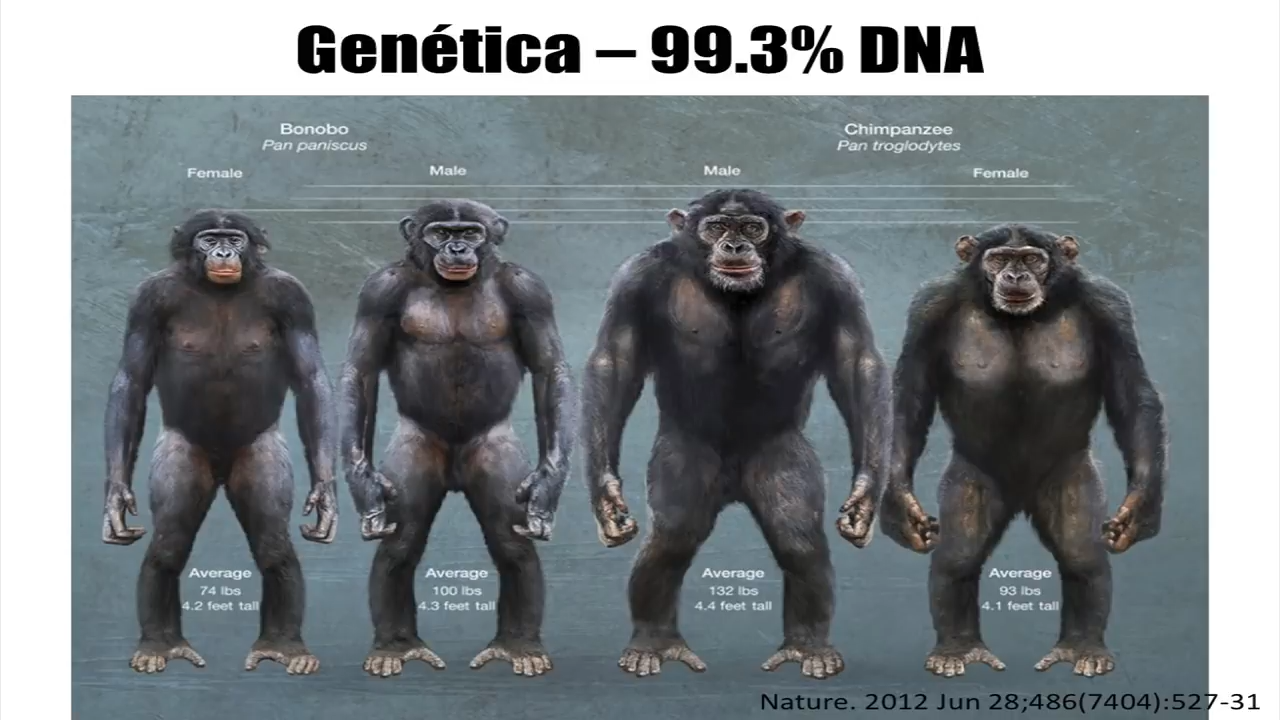 Genética – 99.3% DNA
Bonobo
Pan paniscus
Chimpanzee
Pan troglodytes
Female
Male
Male
Female
Average
74 lbs
4.2 feet tall
Average
100 lbs
4.3 feet tall
Average
132 lbs
4.4 feet tall
Average
93 lbs
4.1 feet tall
Nature. 2012 Jun 28;486(7404):527-31